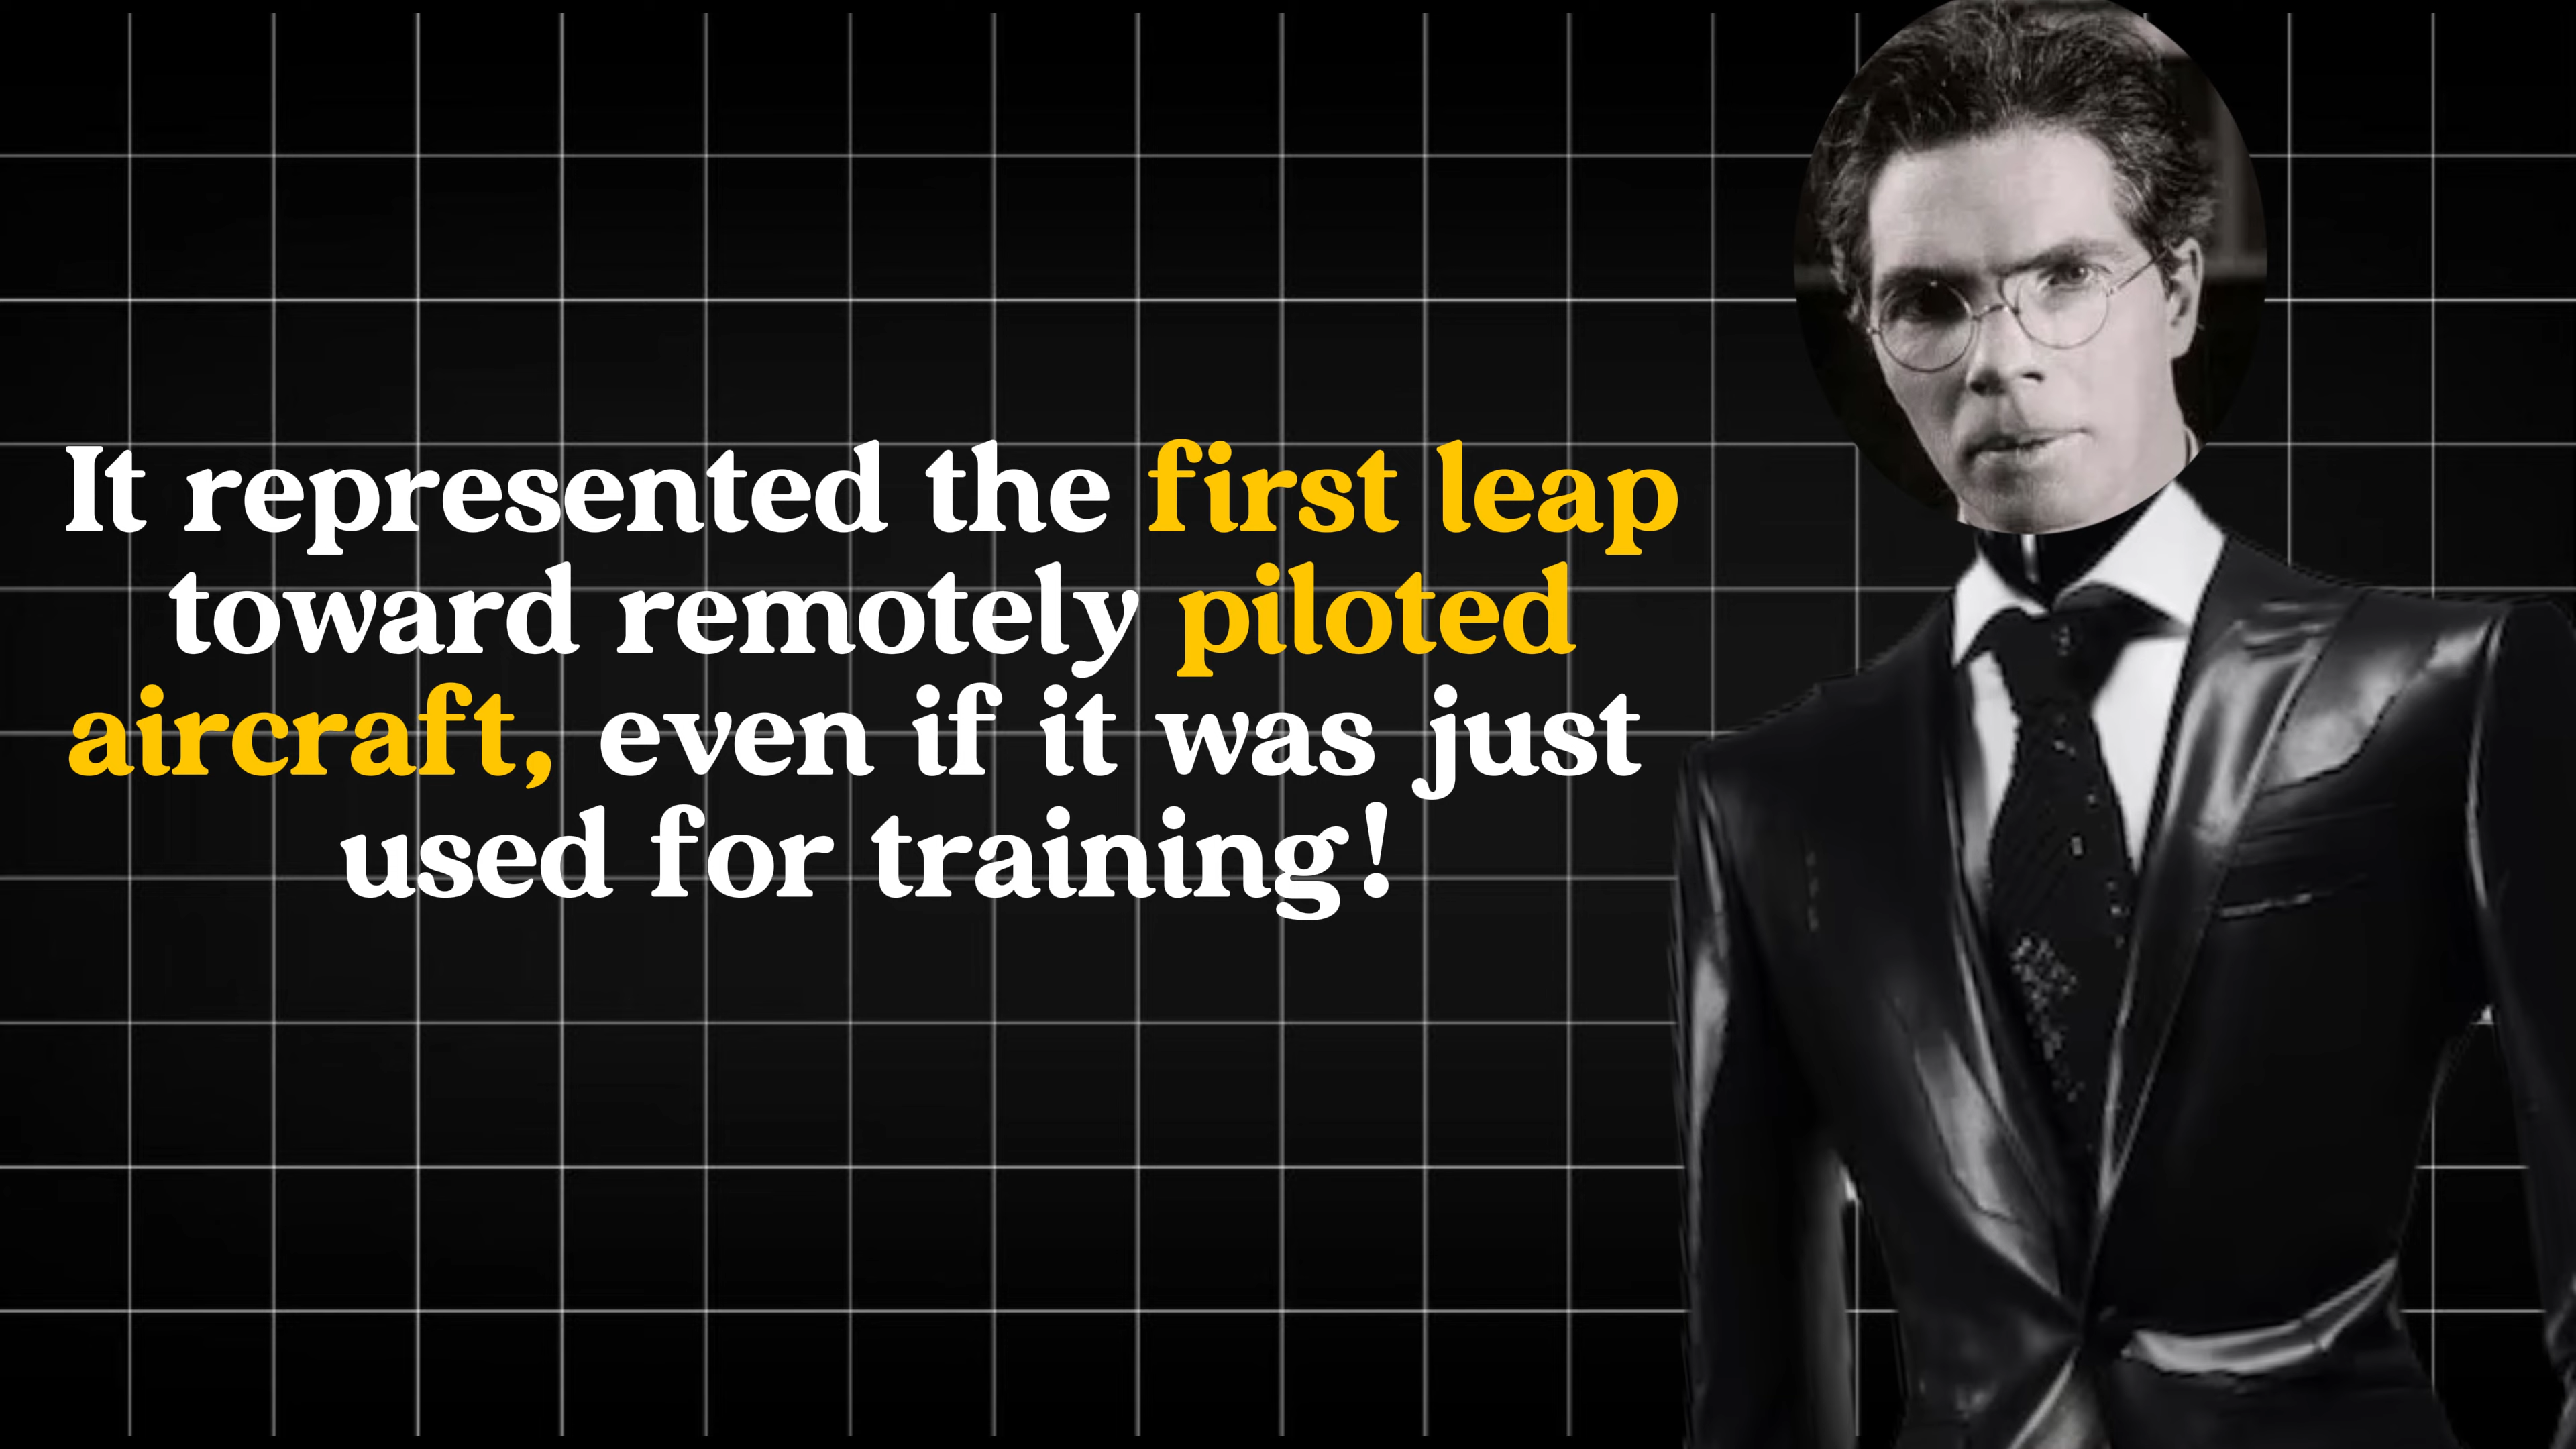 It represented the first leap
toward remotely piloted
aircraft, even if it was just
used for training!